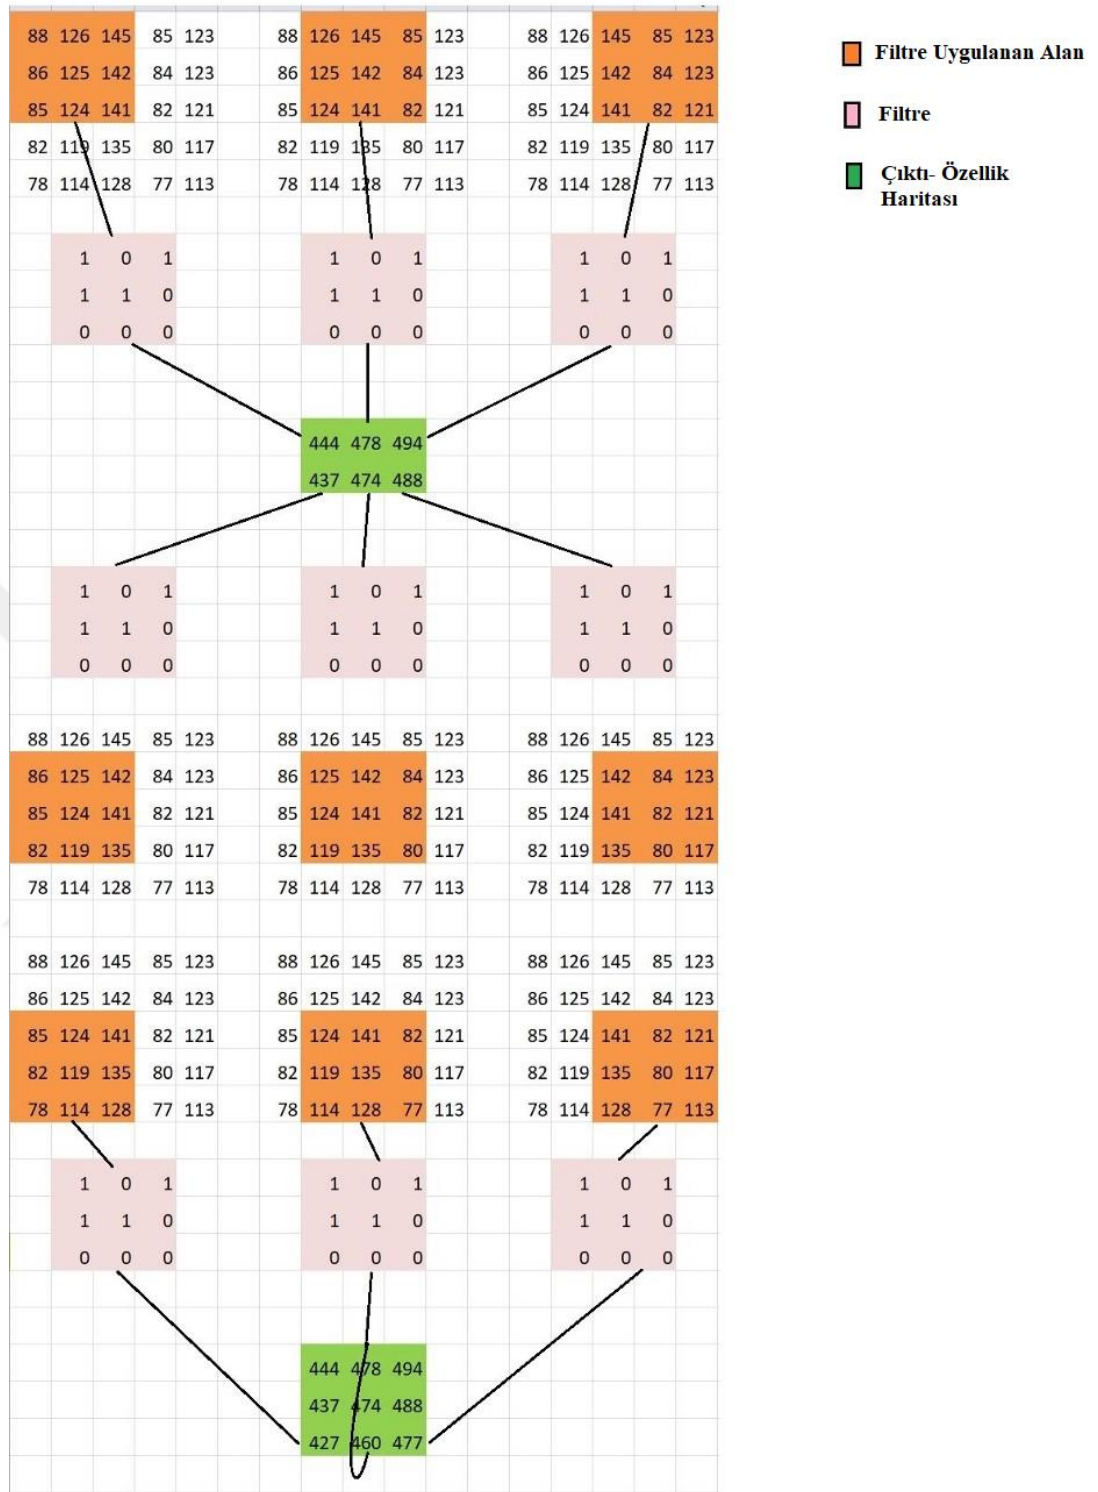 88 126 145 85 123 88 126 145 85 123 88 126 145 85 123
86 125 142 84 123 86 125 142 84 123 86 125 142 84 123
85 124 141 82 121 85 124 141 82 121 85 124 141 82 121
82 119 135 80 117 82 119 135 80 117 82 119 135 80 117
78 114 128 77 113 78 114 128 77 113 78 114 128 77 113
1 0 1 1 0 1 1 0 1
1 1 0 1 1 0 1 1 0
0 0 0 0 0 0 0 0 0
444 478 494
437 474 488
1 0 1 1 0 1 1 0 1
1 1 0 1 1 0 1 1 0
0 0 0 0 0 0 0 0 0
88 126 145 85 123 88 126 145 85 123 88 126 145 85 123
86 125 142 84 123 86 125 142 84 123 86 125 142 84 123
85 124 141 82 121 85 124 141 82 121 85 124 141 82 121
82 119 135 80 117 82 119 135 80 117 82 119 135 80 117
78 114 128 77 113 78 114 128 77 113 78 114 128 77 113
88 126 145 85 123 88 126 145 85 123 88 126 145 85 123
86 125 142 84 123 86 125 142 84 123 86 125 142 84 123
85 124 141 82 121 85 124 141 82 121 85 124 141 82 121
82 119 135 80 117 82 119 135 80 117 82 119 135 80 117
78 114 128 77 113 78 114 128 77 113 78 114 128 77 113
1 0 1 1 0 1 1 0 1
1 1 0 1 1 0 1 1 0
0 0 0 0 0 0 0 0 0
444 478 494
437 474 488
427 460 477
Filtre Uygulanan Alan
Filtre
Çıktı- Özellik
Haritası